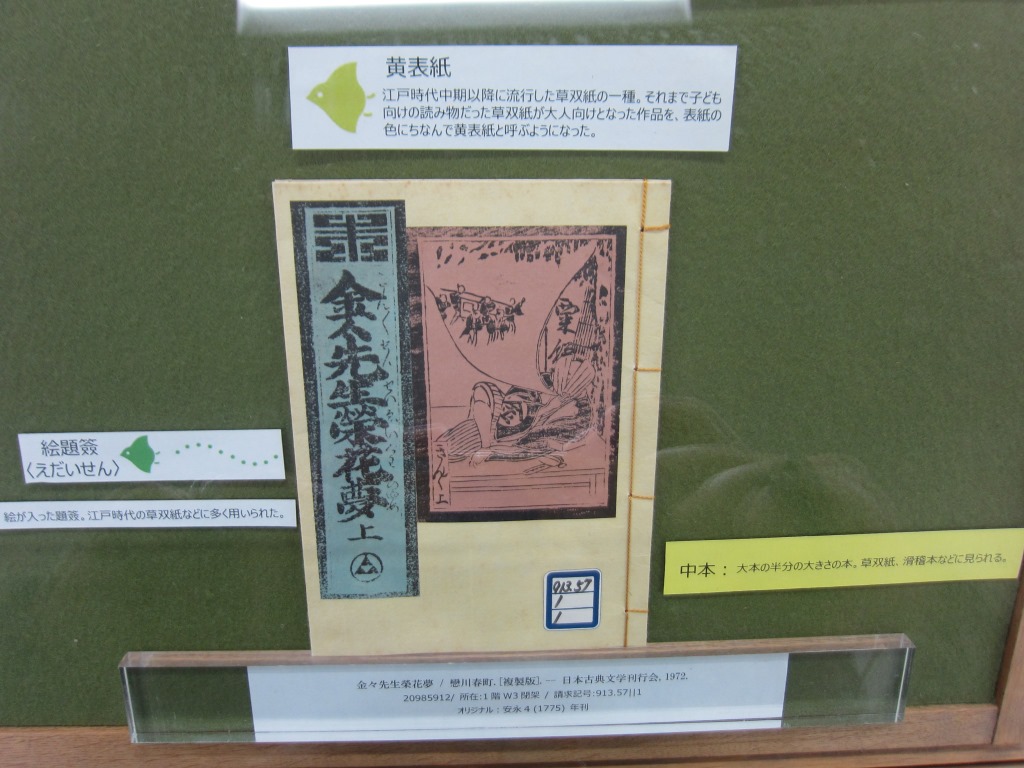 黄表紙
江戸時代中期以降に流行した草双紙の一種。それまで子ども
向けの読み物だった草双紙が大人向けとなった作品を、表紙の
色にちなんで黄表紙と呼ぶようになった。
金々先生榮花夢 上
絵題簽
〈えだいせん〉
絵が入った題簽。江戸時代の草双紙などに多く用いられた。
中本： 大本の半分の大きさの本。草双紙、滑稽本などに見られる。
913.57
1
1
金々先生榮花夢 / 戀川春町. [複製版]. — 日本古典文学刊行会, 1972.
20985912/ 所在:1階 W3閉架 / 請求記号:913.57||1
オリジナル : 安永4 (1775) 年刊